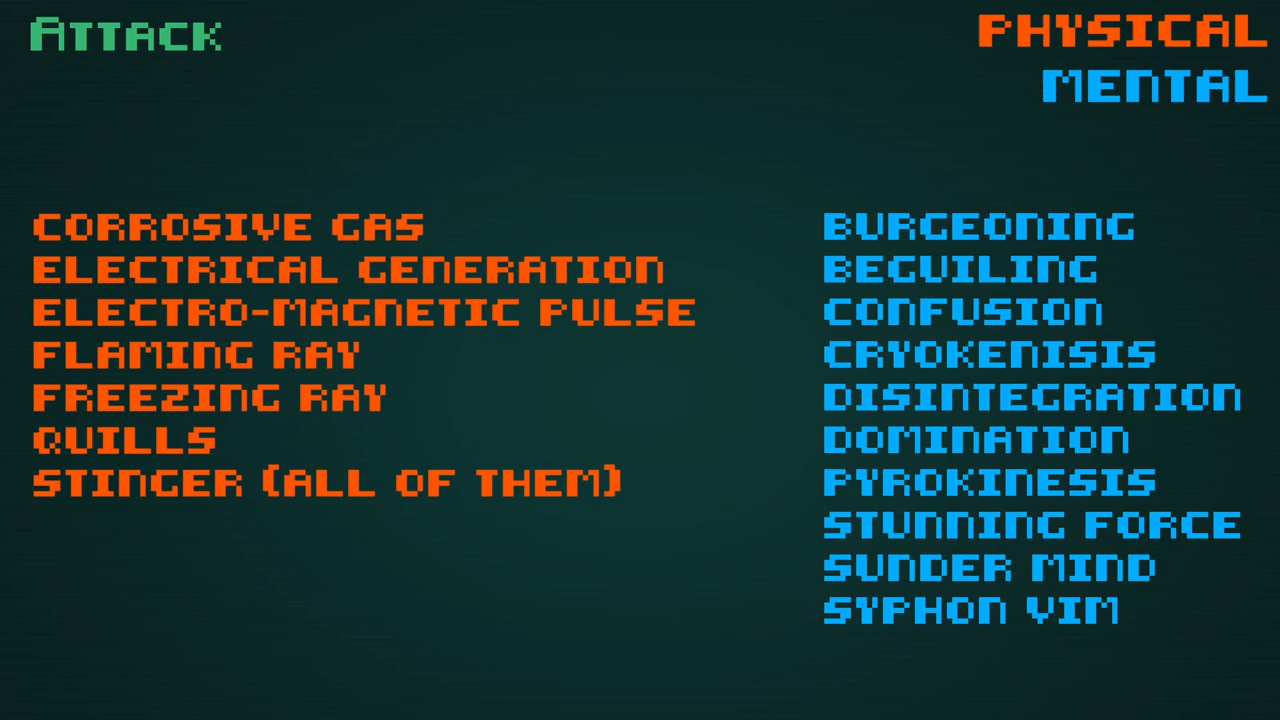 Attack
PHYSICAL
MENTAL
CORROSIVE GAS
ELECTRICAL GENERATION
ELECTRO-MAGNETIC PULSE
FLAMING RAY
FREEZING RAY
QUILLS
STINGER (ALL OF THEM)
BURGEONING
BEGUILING
CONFUSION
CRYOKENISIS
DISINTEGRATION
DOMINATION
PYROKINESIS
STUNNING FORCE
SUNDER MIND
SYPHON VIM